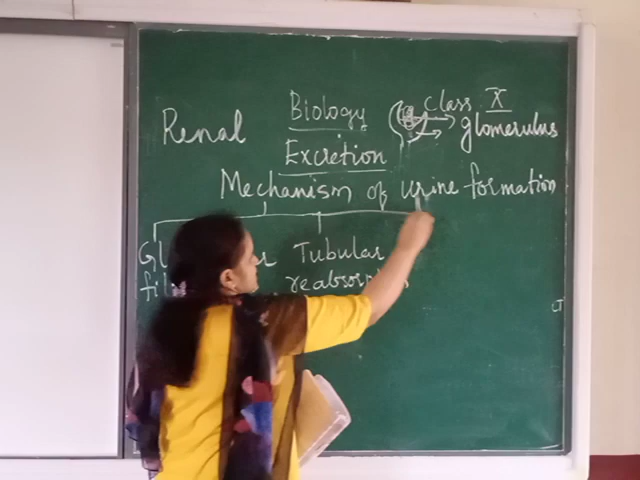 Biology
Class X
Renal
glomerulus
Excretion
Mechanism of urine formation
Tubular